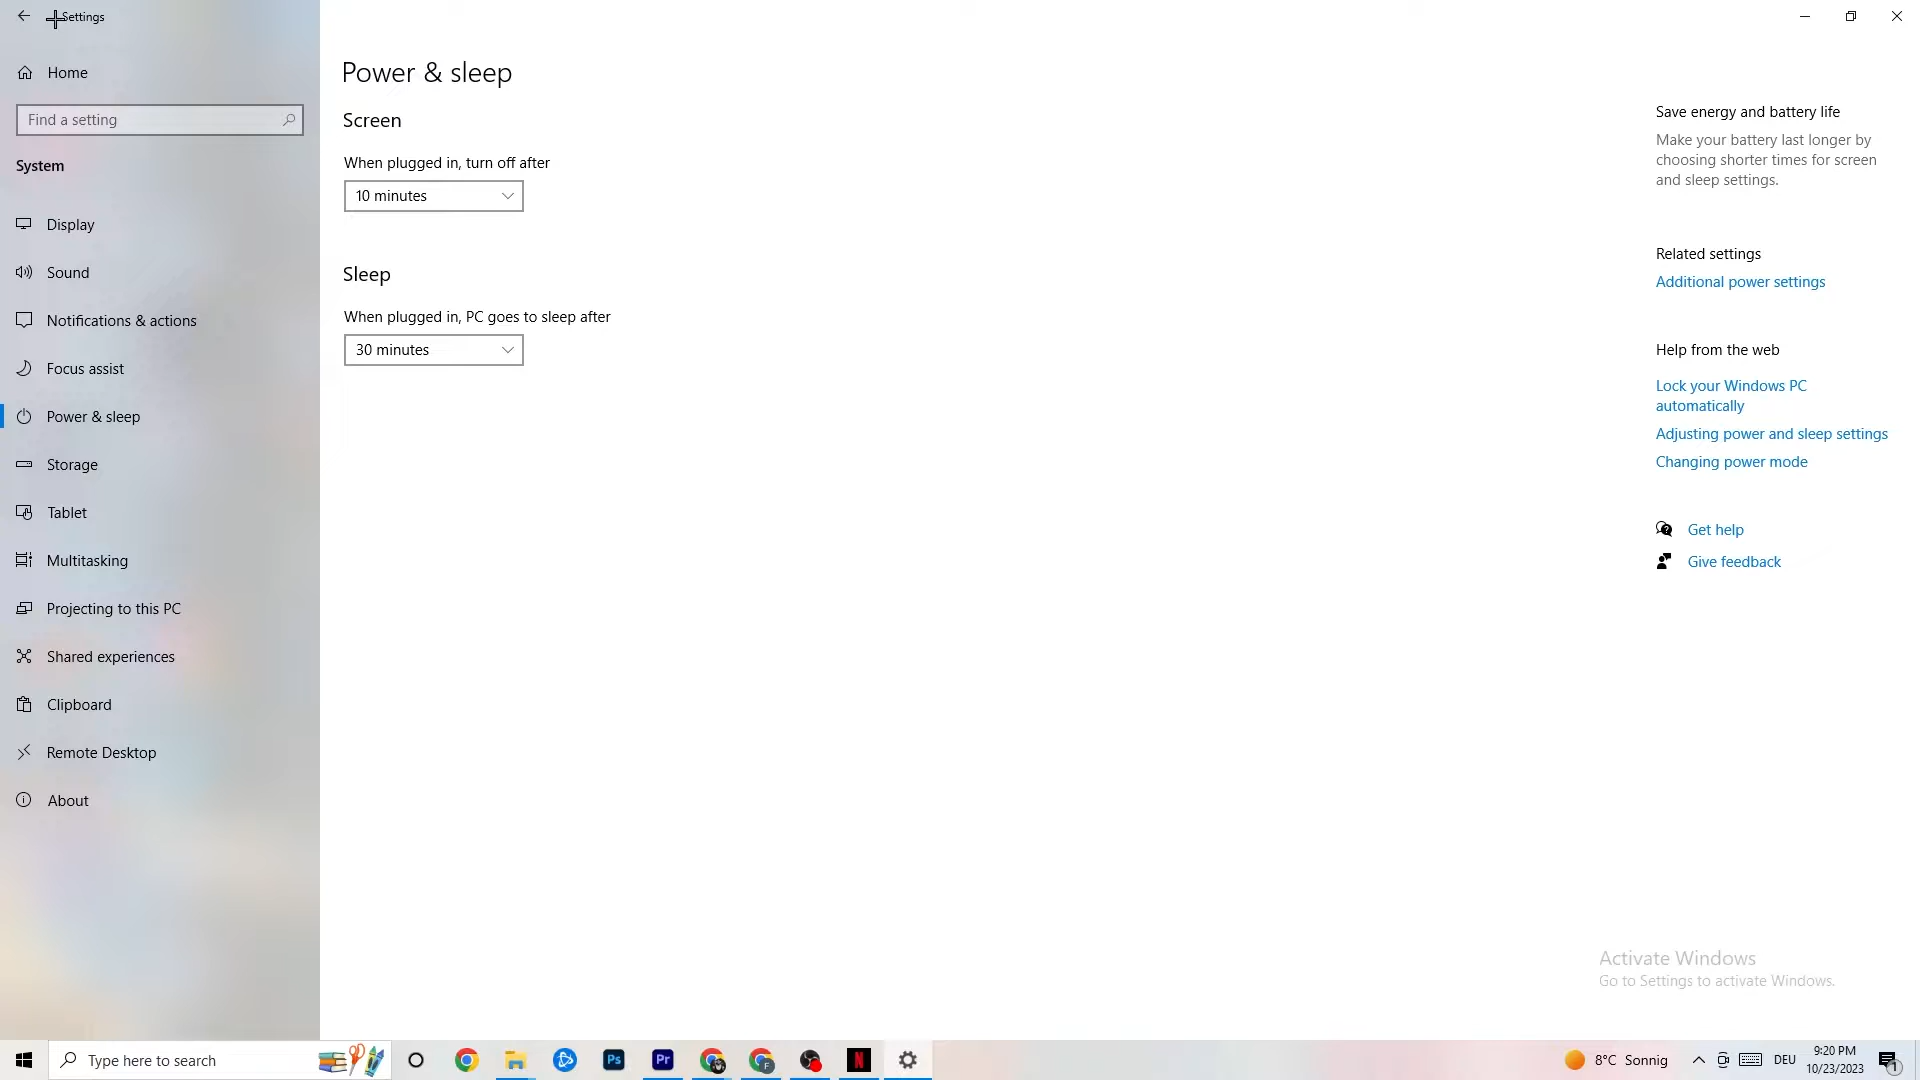 Settings
Home
Find a setting
System
Display
Sound
Notifications & actions
Focus assist
Power & sleep
Storage
Tablet
Multitasking
Projecting to this PC
Shared experiences
Clipboard
Remote Desktop
About
Power & sleep
Screen
When plugged in, turn off after
10 minutes
Sleep
When plugged in, PC goes to sleep after
30 minutes
Save energy and battery life
Make your battery last longer by
choosing shorter times for screen
and sleep settings.
Related settings
Additional power settings
Help from the web
Lock your Windows PC
automatically
Adjusting power and sleep settings
Changing power mode
Get help
Give feedback
Activate Windows
Go to Settings to activate Windows.
Type here to search
Ps
Pr
F
N
8°C Sonnig
DEU
9:20 PM
10/23/2023
1